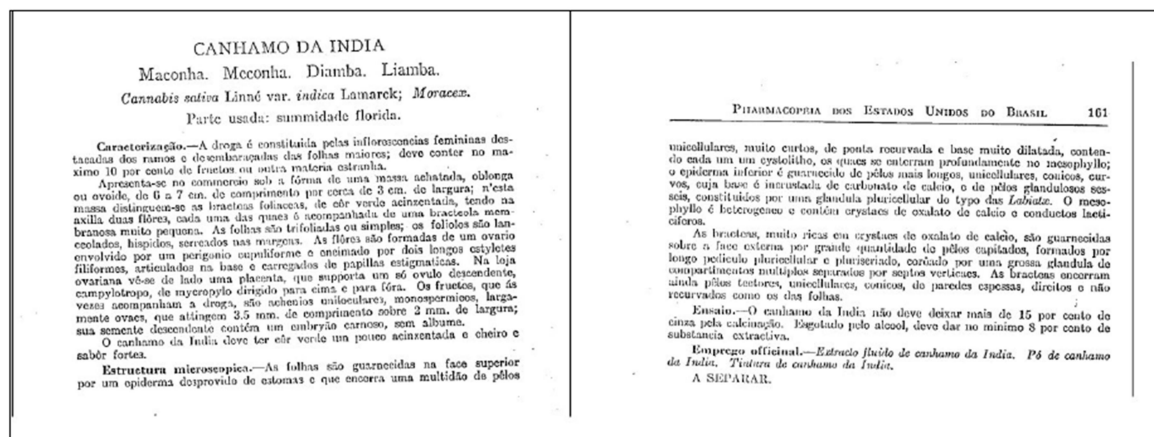 CANHAMO DA INDIA
Maconha. Meconha. Diamba. Liamba.
Cannabis sativa Linné var. indica Lamarck; Moraceæ.
Parte usada: summidade florida.
Caracterização.—A droga é constituida pelas inflorescencias femininas des-
tacadas dos ramos e desembaraçadas das folhas maiores; deve conter no ma-
ximo 10 por cento de fructos ou outra materia estranha.
Apresenta-se no commercio sob a fórma de uma massa achatada, oblonga
ou ovoide, de 6 a 7 cm. de comprimento por cerca de 3 cm. de largura; n'esta
massa distinguem-se as bracteas foliaceas, de côr verde acinzentada, tendo na
axilla duas flôres, cada uma das quaes é acompanhada de uma bracteola mem-
branosa muito pequena. As folhas são trifoliadas ou simples; os foliolos são lan-
ceolados, hispidos, serreados nas margens. As flôres são formadas de um ovario
envolvido por um perigonio cupuliforme e encimado por dois longos estyletes
filiformes, articulados na base e carregados de papillas estigmaticas. Na loja
ovariana vê-se de lado uma placenta, que supporta um só ovulo descendente,
campylotropo, de mycropylo dirigido para cima e para fóra. Os fructos, que ás
vezes acompanham a droga, são achenios uniloculares, monospermicos, larga-
mente ovaes, que attingem 3.5 mm. de comprimento sobre 2 mm. de largura;
sua semente descendente contém um embryão carnoso, sem albume.
O canhamo da India deve ter côr verde um pouco acinzentada e cheiro e
sabôr fortes.
Estructura microscopica.—As folhas são guarnecidas na face superior
por um epiderma desprovido de estomas e que encerra uma multidão de pêlos
PHARMACOPEIA DOS ESTADOS UNIDOS DO BRASIL 161
unicellulares, muito curtos, de ponta recurvada e base muito dilatada, conten-
do cada um um cystolitho, os quaes se enterram profundamente no mesophyllo;
o epiderma inferior é guarnecido de pêlos mais longos, unicellulares, conicos, cur-
vos, cuja base é incrustada de carbonato de calcio, e de pêlos glandulosos ses-
seis, constituidos por uma glandula pluricellular do typo das Labiatæ. O meso-
phyllo é heterogeneo e contém crystaes de oxalato de calcio e conductos lacti-
ciferos.
As bracteas, muito ricas em crystaes de oxalato de calcio, são guarnecidas
sobre a face externa por grande quantidade de pêlos capitados, formados por
longo pediculo pluricellular e pluriseriado, corôado por uma grossa glandula de
compartimentos multiplos separados por septos verticaes. As bracteas encerram
ainda pêlos tectores, unicellulares, conicos, de paredes espessas, direitos e não
recurvados como os das folhas.
Ensaio.—O canhamo da India não deve deixar mais de 15 por cento de
cinza pela calcinação. Esgotado pelo alcool, deve dar no minimo 8 por cento de
substancia extractiva.
Emprego officinal.—Extracto fluido de canhamo da India. Pó de canhamo
da India. Tintura de canhamo da India.
A SEPARAR.